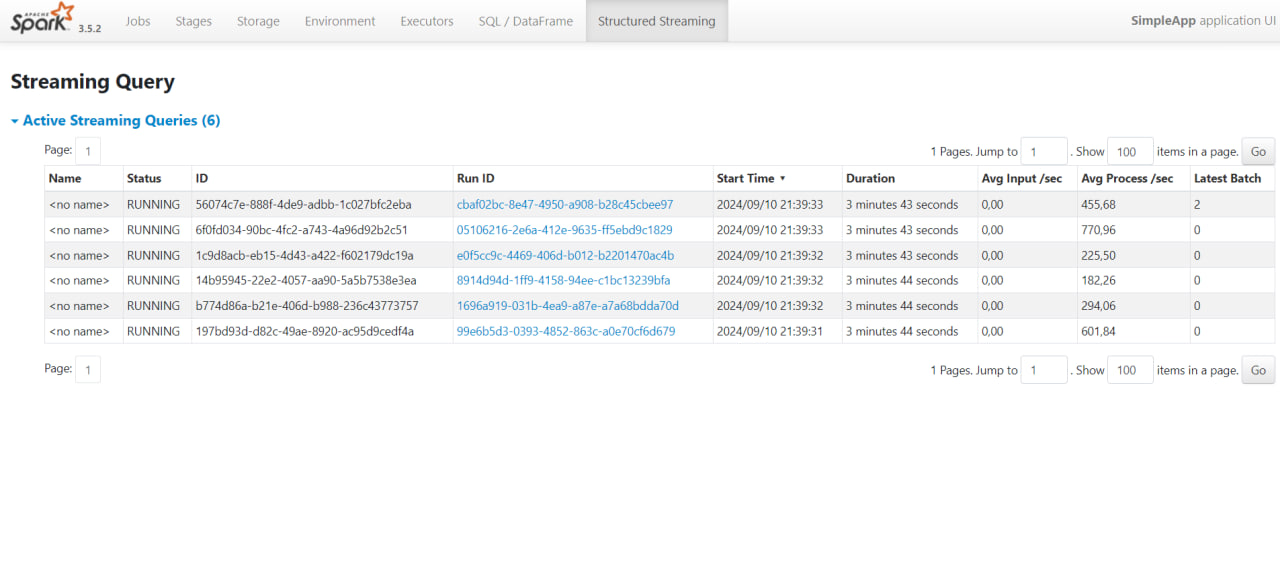 APACHE Spark 3.5.2 Jobs Stages Storage Environment Executors SQL / DataFrame Structured Streaming SimpleApp application UI
Streaming Query
Active Streaming Queries (6)
Page: 1 1 Pages. Jump to 1 . Show 100 items in a page. Go
Name Status ID Run ID Start Time ▾ Duration Avg Input /sec Avg Process /sec Latest Batch
<no name> RUNNING 56074c7e-888f-4de9-adbb-1c027bfc2eba cbaf02bc-8e47-4950-a908-b28c45cbee97 2024/09/10 21:39:33 3 minutes 43 seconds 0,00 455,68 2
<no name> RUNNING 6f0fd034-90bc-4fc2-a743-4a96d92b2c51 05106216-2e6a-412e-9635-ff5ebd9c1829 2024/09/10 21:39:33 3 minutes 43 seconds 0,00 770,96 0
<no name> RUNNING 1c9d8acb-eb15-4d43-a422-f602179dc19a e0f5cc9c-4469-406d-b012-b2201470ac4b 2024/09/10 21:39:32 3 minutes 43 seconds 0,00 225,50 0
<no name> RUNNING 14b95945-22e2-4057-aa90-5a5b7538e3ea 8914d94d-1ff9-4158-94ee-c1bc13239bfa 2024/09/10 21:39:32 3 minutes 44 seconds 0,00 182,26 0
<no name> RUNNING b774d86a-b21e-406d-b988-236c43773757 1696a919-031b-4ea9-a87e-a7a68bdda70d 2024/09/10 21:39:32 3 minutes 44 seconds 0,00 294,06 0
<no name> RUNNING 197bd93d-d82c-49ae-8920-ac95d9cedf4a 99e6b5d3-0393-4852-863c-a0e70cf6d679 2024/09/10 21:39:31 3 minutes 44 seconds 0,00 601,84 0
Page: 1 1 Pages. Jump to 1 . Show 100 items in a page. Go